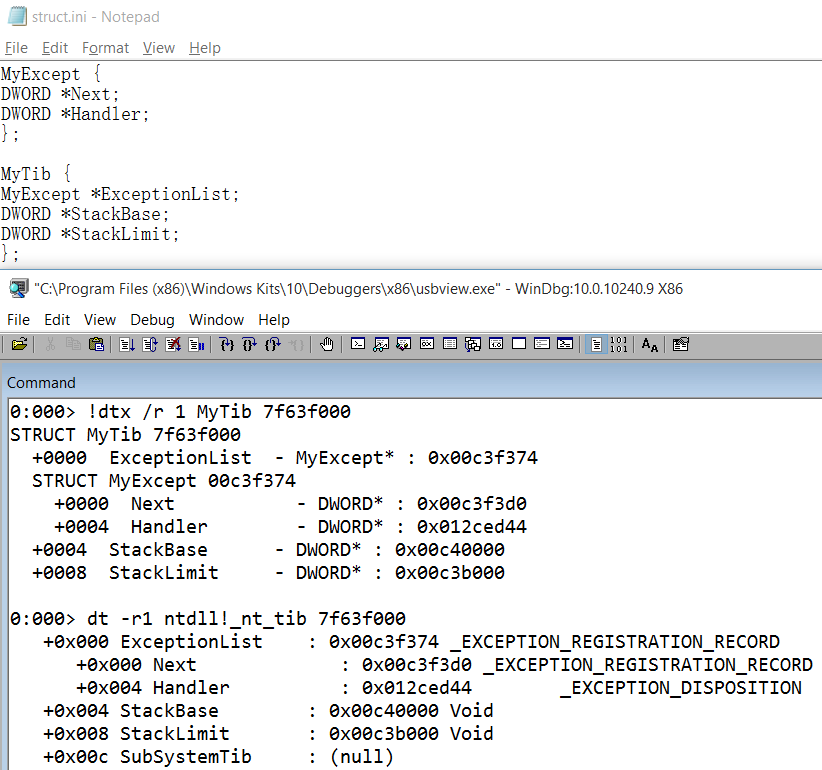 struct.ini - Notepad
File Edit Format View Help
MyExcept {
DWORD *Next;
DWORD *Handler;
};
MyTib {
MyExcept *ExceptionList;
DWORD *StackBase;
DWORD *StackLimit;
};
"C:\Program Files (x86)\Windows Kits\10\Debuggers\x86\usbview.exe" - WinDbg:10.0.10240.9 X86
File Edit View Debug Window Help
Command
0:000> !dtx /r 1 MyTib 7f63f000
STRUCT MyTib 7f63f000
+0000 ExceptionList - MyExcept* : 0x00c3f374
STRUCT MyExcept 00c3f374
+0000 Next - DWORD* : 0x00c3f3d0
+0004 Handler - DWORD* : 0x012ced44
+0004 StackBase - DWORD* : 0x00c40000
+0008 StackLimit - DWORD* : 0x00c3b000
0:000> dt -r1 ntdll!_nt_tib 7f63f000
+0x000 ExceptionList : 0x00c3f374 _EXCEPTION_REGISTRATION_RECORD
+0x000 Next : 0x00c3f3d0 _EXCEPTION_REGISTRATION_RECORD
+0x004 Handler : 0x012ced44 _EXCEPTION_DISPOSITION
+0x004 StackBase : 0x00c40000 Void
+0x008 StackLimit : 0x00c3b000 Void
+0x00c SubSystemTib : (null)